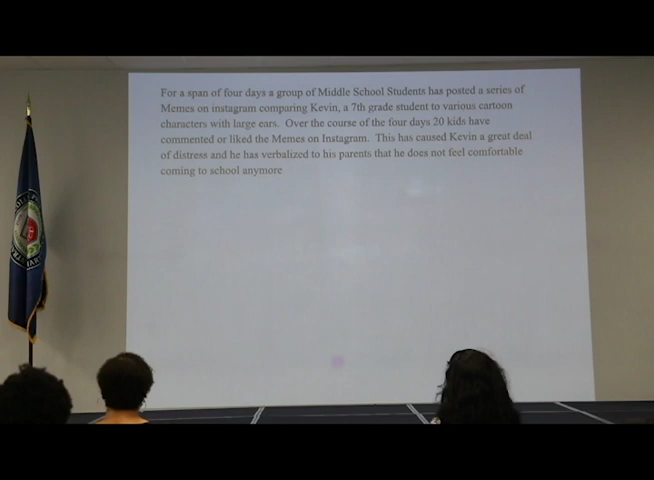 For a span of four days a group of Middle School Students has posted a series of
Memes on instagram comparing Kevin, a 7th grade student to various cartoon
characters with large ears.  Over the course of the four days 20 kids have
commented or liked the Memes on Instagram.  This has caused Kevin a great deal
of distress and he has verbalized to his parents that he does not feel comfortable
coming to school anymore